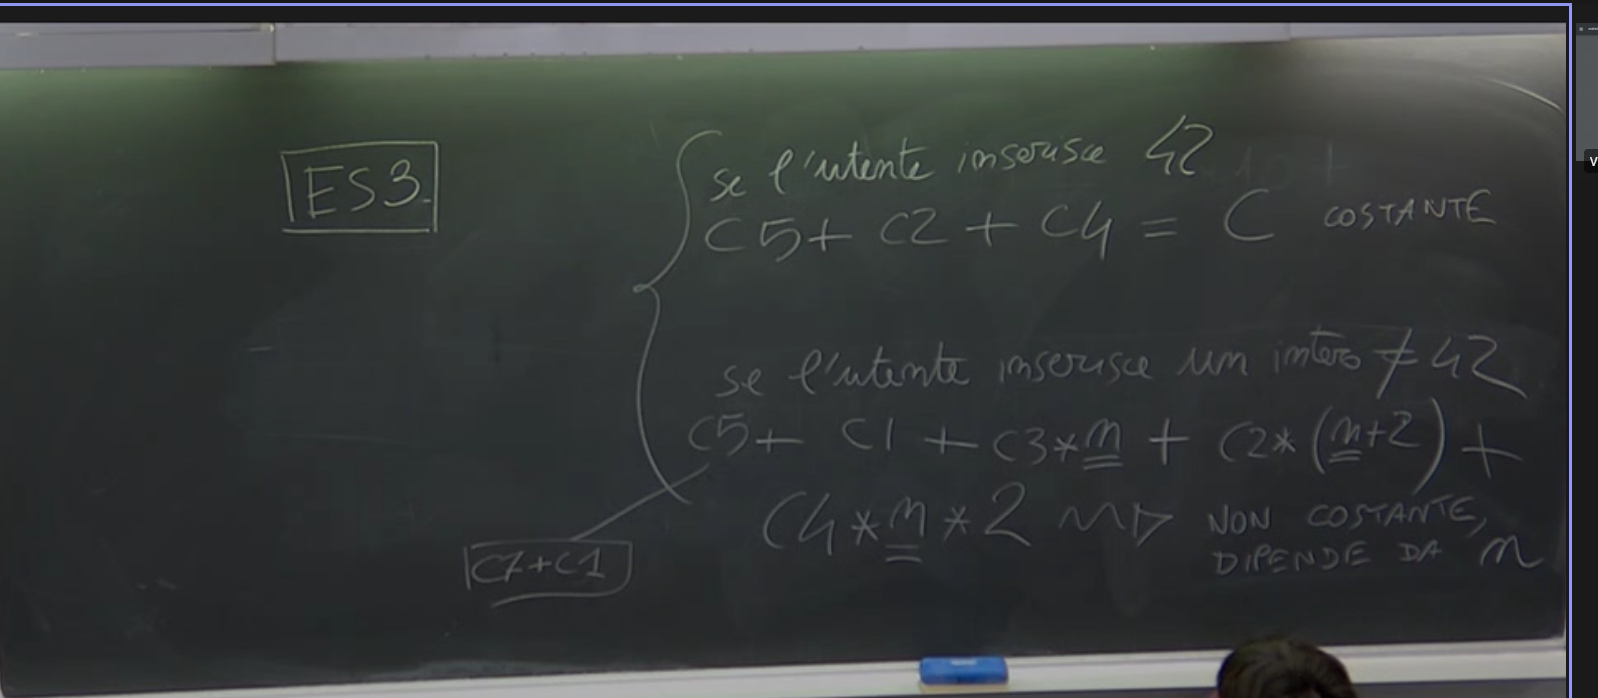 ES3.
se l'utente inserisce 42
C5+ C2 + C4 = C COSTANTE
se l'utente inserisce un intero ≠ 42
C5+ C1 + C3*n + C2*(n+2) +
C4*n*2 ⇝ NON COSTANTE,
DIPENDE DA n
C7+C1